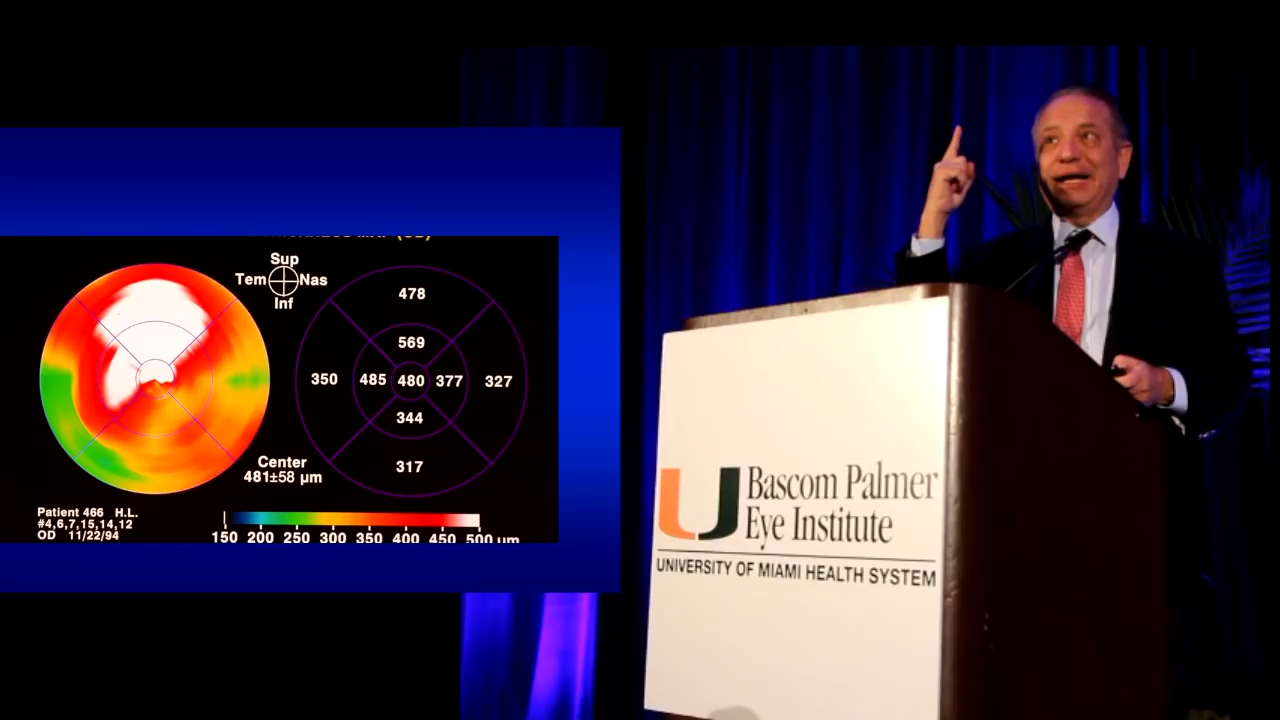 (OD)
Sup
Tem Nas
Inf
478
569
350 485 480 377 327
344
317
Center
481±58 µm
Patient 466 H.L.
#4,6,7,15,14,12
OD 11/22/94
150 200 250 300 350 400 450 500 µm
Bascom Palmer
Eye Institute
UNIVERSITY OF MIAMI HEALTH SYSTEM